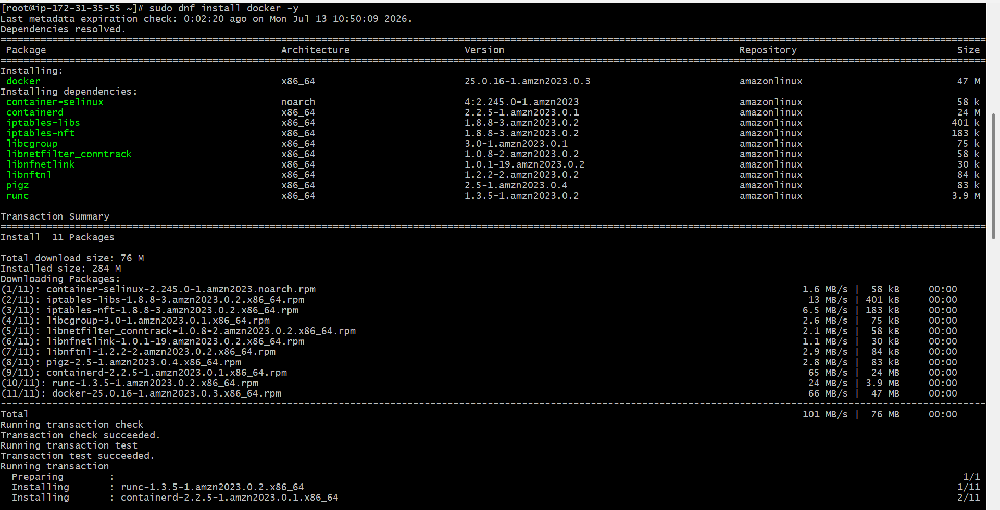 [root@ip-172-31-35-55 ~]# sudo dnf install docker -y
Last metadata expiration check: 0:02:20 ago on Mon Jul 13 10:50:09 2026.
Dependencies resolved.
Package Architecture Version Repository Size
Installing:
docker x86_64 25.0.16-1.amzn2023.0.3 amazonlinux 47 M
Installing dependencies:
container-selinux noarch 4:2.245.0-1.amzn2023 amazonlinux 58 k
containerd x86_64 2.2.5-1.amzn2023.0.1 amazonlinux 24 M
iptables-libs x86_64 1.8.8-3.amzn2023.0.2 amazonlinux 401 k
iptables-nft x86_64 1.8.8-3.amzn2023.0.2 amazonlinux 183 k
libcgroup x86_64 3.0-1.amzn2023.0.1 amazonlinux 75 k
libnetfilter_conntrack x86_64 1.0.8-2.amzn2023.0.2 amazonlinux 58 k
libnfnetlink x86_64 1.0.1-19.amzn2023.0.2 amazonlinux 30 k
libnftnl x86_64 1.2.2-2.amzn2023.0.2 amazonlinux 84 k
pigz x86_64 2.5-1.amzn2023.0.4 amazonlinux 83 k
runc x86_64 1.3.5-1.amzn2023.0.2 amazonlinux 3.9 M
Transaction Summary
Install 11 Packages
Total download size: 76 M
Installed size: 284 M
Downloading Packages:
(1/11): container-selinux-2.245.0-1.amzn2023.noarch.rpm 1.6 MB/s | 58 kB 00:00
(2/11): iptables-libs-1.8.8-3.amzn2023.0.2.x86_64.rpm 13 MB/s | 401 kB 00:00
(3/11): iptables-nft-1.8.8-3.amzn2023.0.2.x86_64.rpm 6.5 MB/s | 183 kB 00:00
(4/11): libcgroup-3.0-1.amzn2023.0.1.x86_64.rpm 2.6 MB/s | 75 kB 00:00
(5/11): libnetfilter_conntrack-1.0.8-2.amzn2023.0.2.x86_64.rpm 2.1 MB/s | 58 kB 00:00
(6/11): libnfnetlink-1.0.1-19.amzn2023.0.2.x86_64.rpm 1.1 MB/s | 30 kB 00:00
(7/11): libnftnl-1.2.2-2.amzn2023.0.2.x86_64.rpm 2.9 MB/s | 84 kB 00:00
(8/11): pigz-2.5-1.amzn2023.0.4.x86_64.rpm 2.8 MB/s | 83 kB 00:00
(9/11): containerd-2.2.5-1.amzn2023.0.1.x86_64.rpm 65 MB/s | 24 MB 00:00
(10/11): runc-1.3.5-1.amzn2023.0.2.x86_64.rpm 24 MB/s | 3.9 MB 00:00
(11/11): docker-25.0.16-1.amzn2023.0.3.x86_64.rpm 66 MB/s | 47 MB 00:00
Total 101 MB/s | 76 MB 00:00
Running transaction check
Transaction check succeeded.
Running transaction test
Transaction test succeeded.
Running transaction
Preparing : 1/1
Installing : runc-1.3.5-1.amzn2023.0.2.x86_64 1/11
Installing : containerd-2.2.5-1.amzn2023.0.1.x86_64 2/11